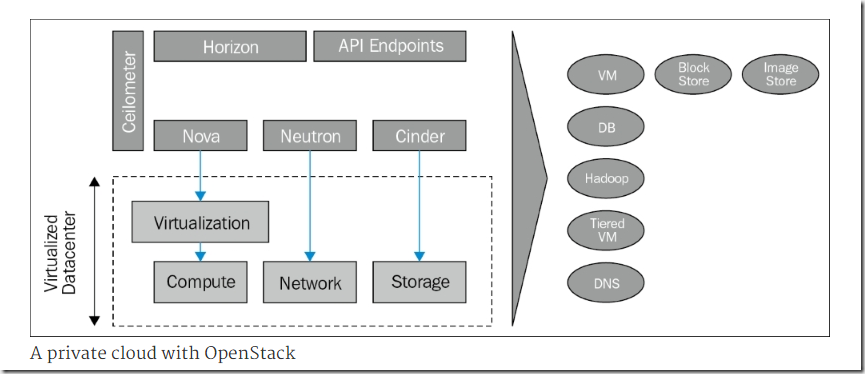 Ceilometer
Horizon
API Endpoints
Nova
Neutron
Cinder
Virtualized
Datacenter
Virtualization
Compute
Network
Storage
VM
Block
Store
Image
Store
DB
Hadoop
Tiered
VM
DNS
A private cloud with OpenStack